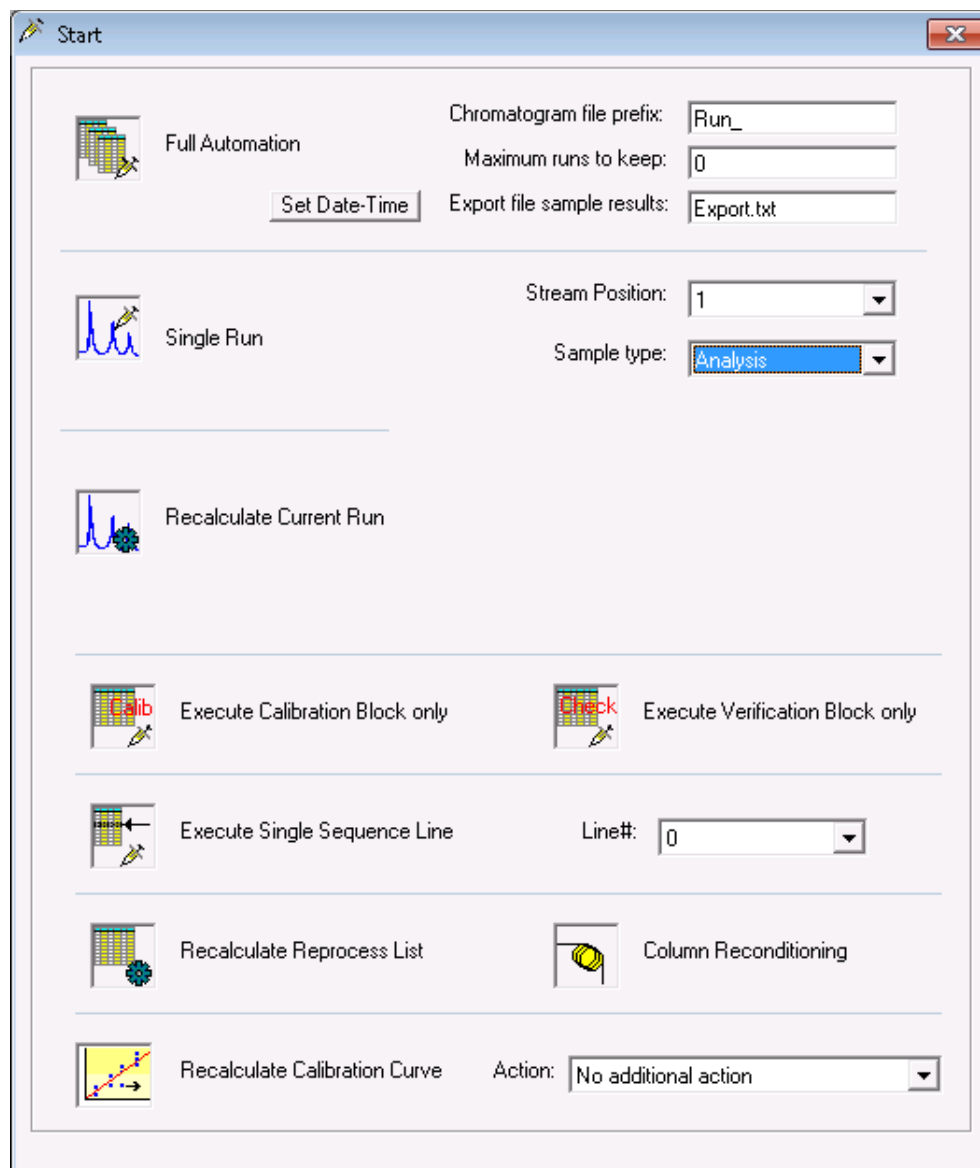 Start
Full Automation
Chromatogram file prefix: Run_
Maximum runs to keep: 0
Set Date-Time
Export file sample results: Export.txt
Single Run
Stream Position: 1
Sample type: Analysis
Recalculate Current Run
Calib
Execute Calibration Block only
Check
Execute Verification Block only
Execute Single Sequence Line
Line#: 0
Recalculate Reprocess List
Column Reconditioning
Recalculate Calibration Curve
Action: No additional action